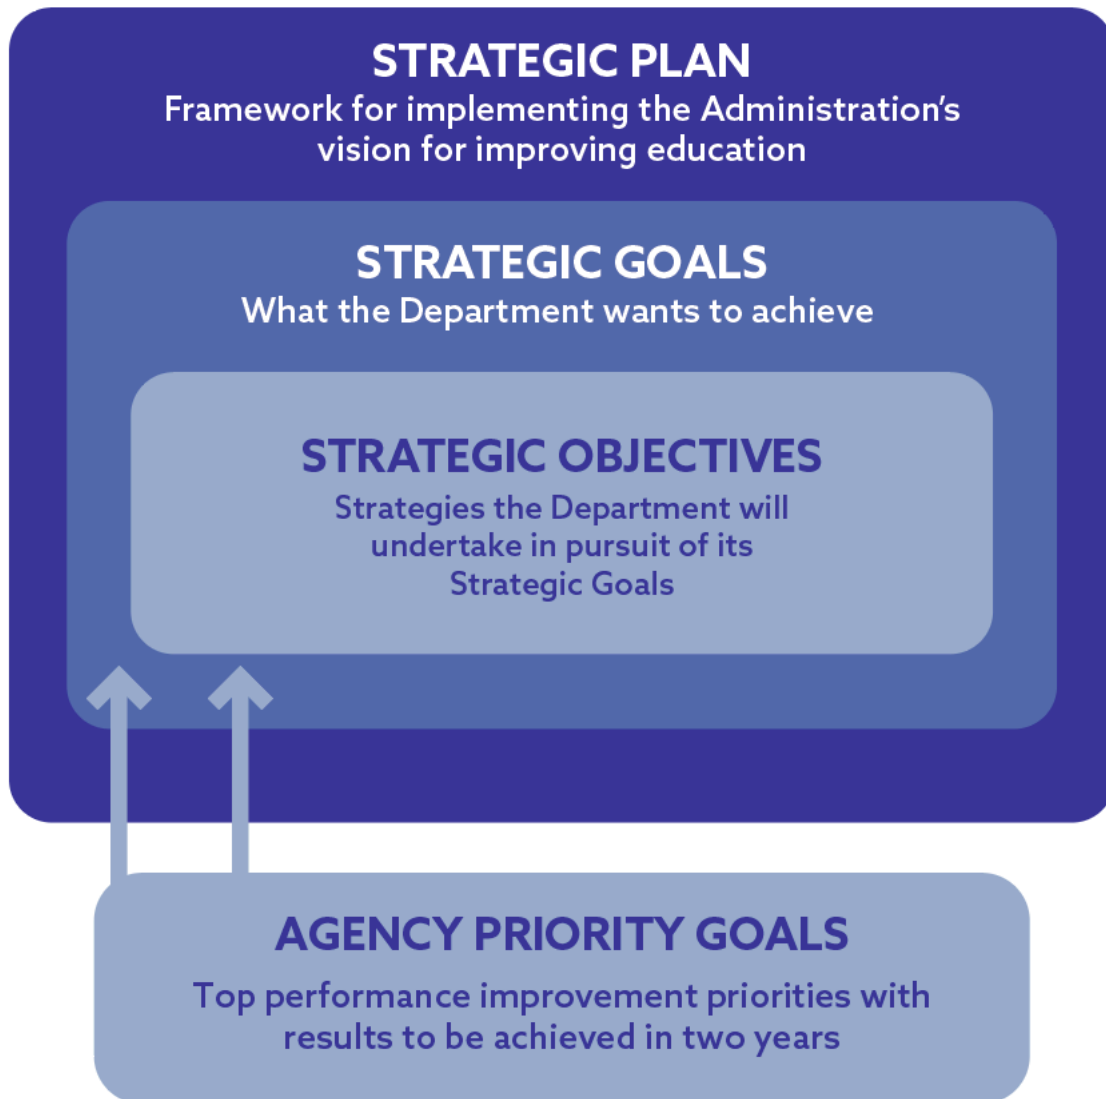 STRATEGIC PLAN
Framework for implementing the Administration’s
vision for improving education
STRATEGIC GOALS
What the Department wants to achieve
STRATEGIC OBJECTIVES
Strategies the Department will
undertake in pursuit of its
Strategic Goals
AGENCY PRIORITY GOALS
Top performance improvement priorities with
results to be achieved in two years